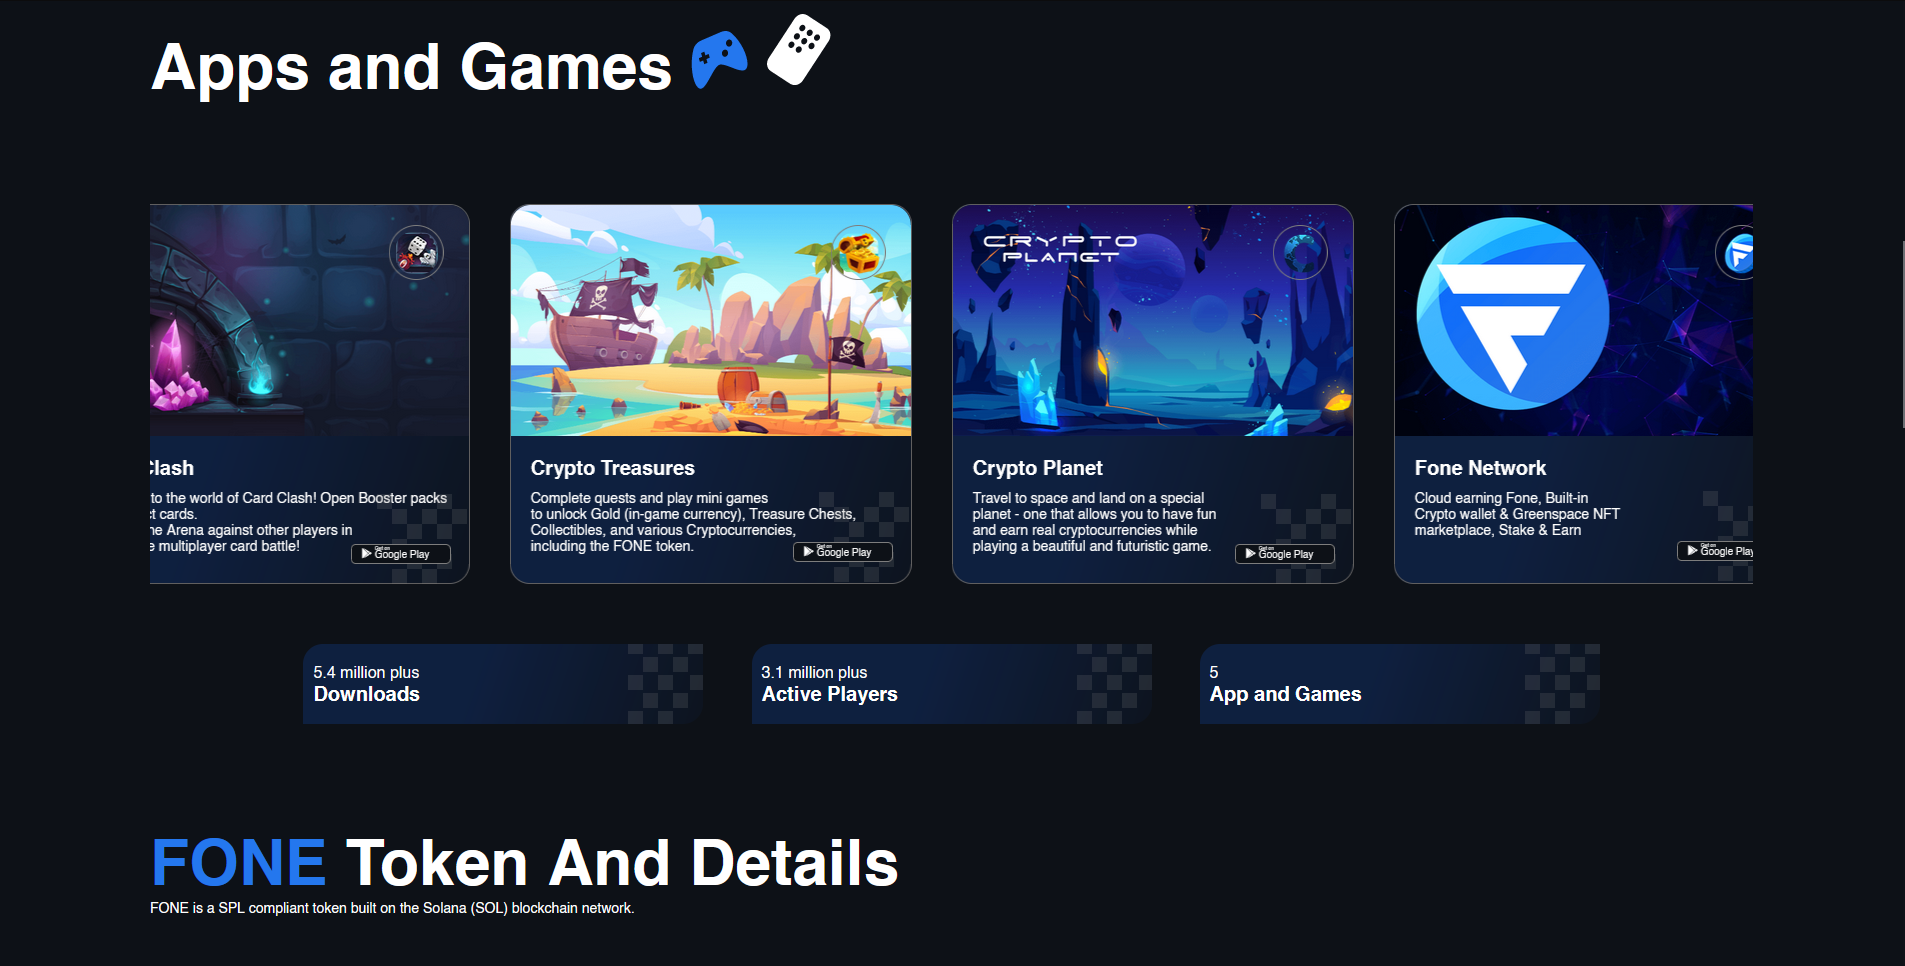 Apps and Games
CRYPTO
PLANET
Clash
to the world of Card Clash! Open Booster packs
ct cards.
he Arena against other players in
e multiplayer card battle!
Get on
Google Play
Crypto Treasures
Complete quests and play mini games
to unlock Gold (in-game currency), Treasure Chests,
Collectibles, and various Cryptocurrencies,
including the FONE token.
Get on
Google Play
Crypto Planet
Travel to space and land on a special
planet - one that allows you to have fun
and earn real cryptocurrencies while
playing a beautiful and futuristic game.
Get on
Google Play
Fone Network
Cloud earning Fone, Built-in
Crypto wallet & Greenspace NFT
marketplace, Stake & Earn
Get on
Google Play
5.4 million plus
Downloads
3.1 million plus
Active Players
5
App and Games
FONE Token And Details
FONE is a SPL compliant token built on the Solana (SOL) blockchain network.